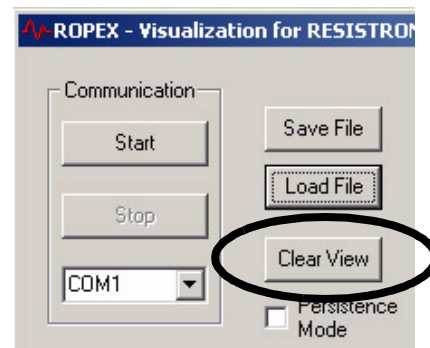 ROPEX - Visualization for RESISTRON
Communication
Start
Stop
COM1
Save File
Load File
Clear View
Persistence
Mode